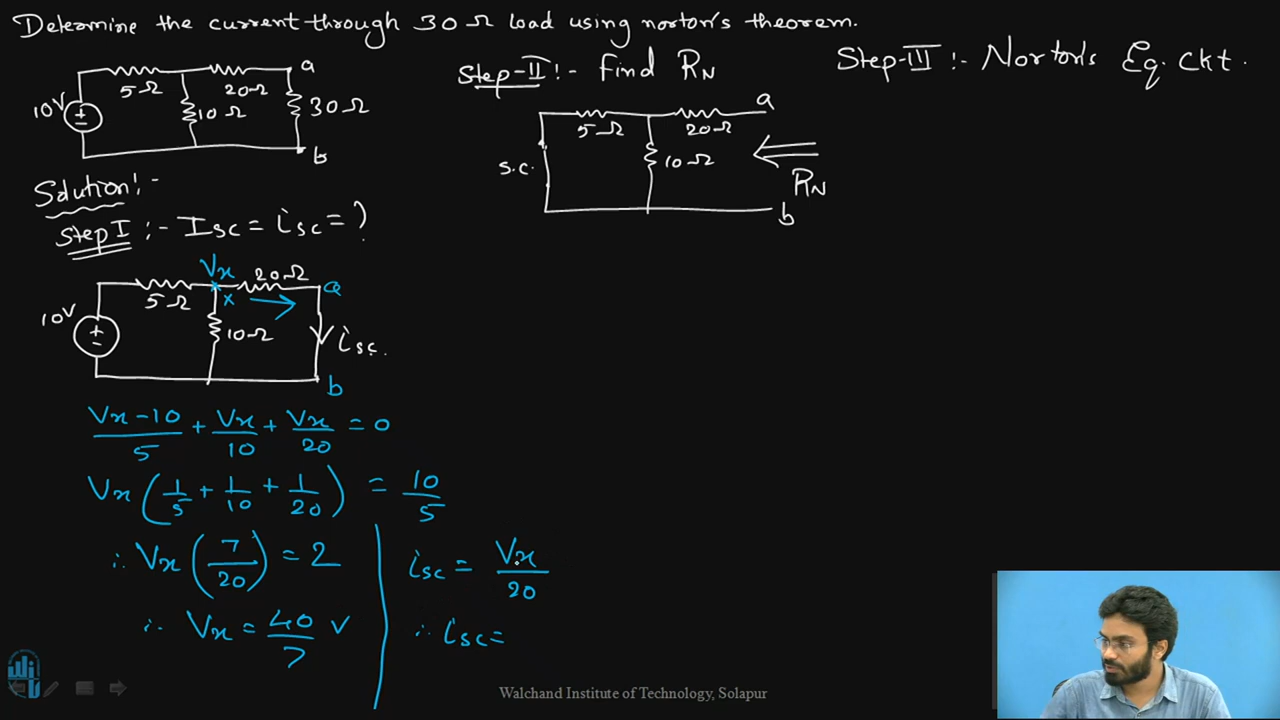 Determine the current through 30 Ω load using norton's theorem.
5 Ω
20 Ω
a
10V
10 Ω
30 Ω
b
Solution :-
Step I :- Isc = isc = ?
Vx
20 Ω
a
5 Ω
x
10V
10 Ω
isc.
b
Vx - 10 / 5 + Vx / 10 + Vx / 20 = 0
Vx ( 1/5 + 1/10 + 1/20 ) = 10/5
∴ Vx ( 7/20 ) = 2
∴ Vx = 40/7 V
isc = Vx / 20
∴ isc =
Step-II :- Find RN
a
5 Ω
20 Ω
s.c.
10 Ω
RN
b
Step-III :- Norton's Eq. Ckt.
Walchand Institute of Technology, Solapur